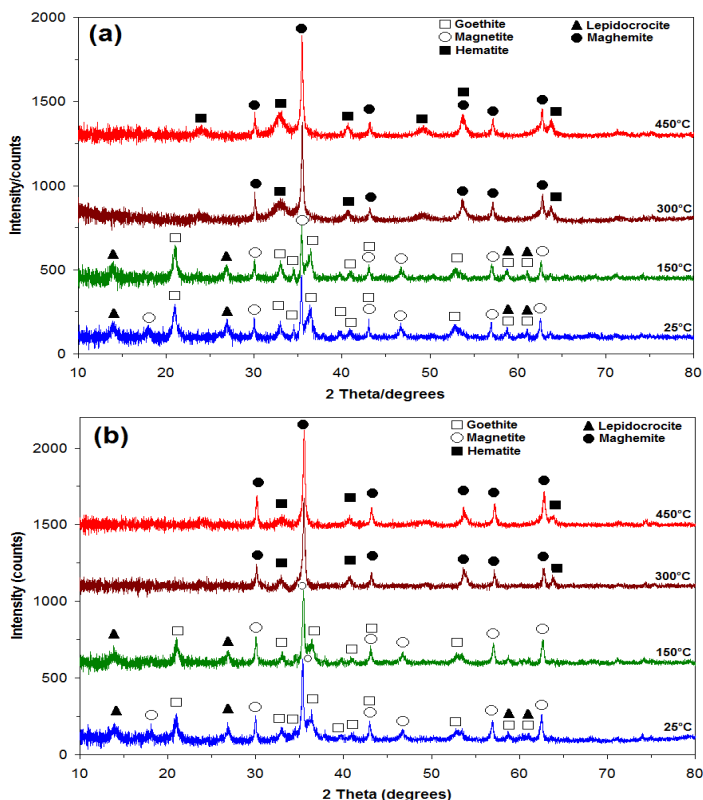 2000
(a)
Goethite
Lepidocrocite
Magnetite
Maghemite
Hematite
1500
450°C
1000
300°C
500
150°C
25°C
0
10 20 30 40 50 60 70 80
Intensity/counts
2 Theta/degrees
(b)
Goethite
Lepidocrocite
Magnetite
Maghemite
Hematite
2000
450°C
1500
300°C
1000
150°C
500
25°C
0
10 20 30 40 50 60 70 80
Intensity (counts)
2 Theta (degrees)